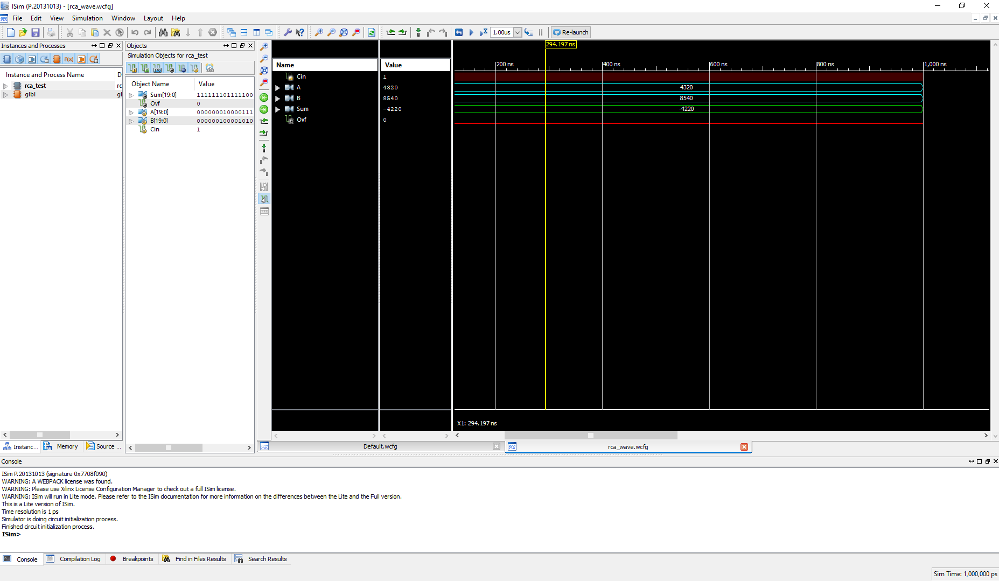 ISim (P.20131013) - [rca_wave.wcfg]
File Edit View Simulation Window Layout Help
1.00us Re-launch
Instances and Processes
Instance and Process Name D
rca_test rc
glbl gl
Instanc... Memory Source ...
Objects
Simulation Objects for rca_test
Object Name Value
Sum[19:0] 111111101111100
Ovf 0
A[19:0] 000000010000111
B[19:0] 000000100001010
Cin 1
Name Value
Cin 1
A 4320
B 8540
Sum -4220
Ovf 0
294.197 ns
200 ns 400 ns 600 ns 800 ns 1,000 ns
4320
8540
-4220
X1: 294.197 ns
Default.wcfg rca_wave.wcfg
Console
ISim P.20131013 (signature 0x7708f090)
WARNING: A WEBPACK license was found.
WARNING: Please use Xilinx License Configuration Manager to check out a full ISim license.
WARNING: ISim will run in Lite mode. Please refer to the ISim documentation for more information on the differences between the Lite and the Full version.
This is a Lite version of ISim.
Time resolution is 1 ps
Simulator is doing circuit initialization process.
Finished circuit initialization process.
ISim>
Console Compilation Log Breakpoints Find in Files Results Search Results
Sim Time: 1,000,000 ps